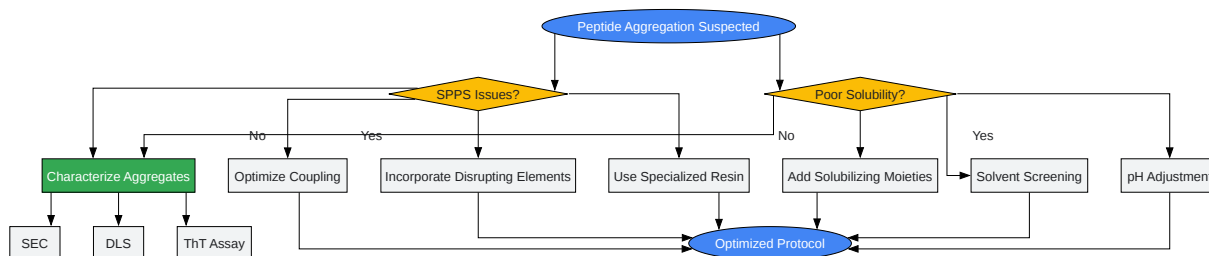 Peptide Aggregation Suspected
SPPS Issues?
Poor Solubility?
No
Yes
No
Yes
Characterize Aggregates
Optimize Coupling
Incorporate Disrupting Elements
Use Specialized Resin
Add Solubilizing Moieties
Solvent Screening
pH Adjustment
SEC
DLS
ThT Assay
Optimized Protocol